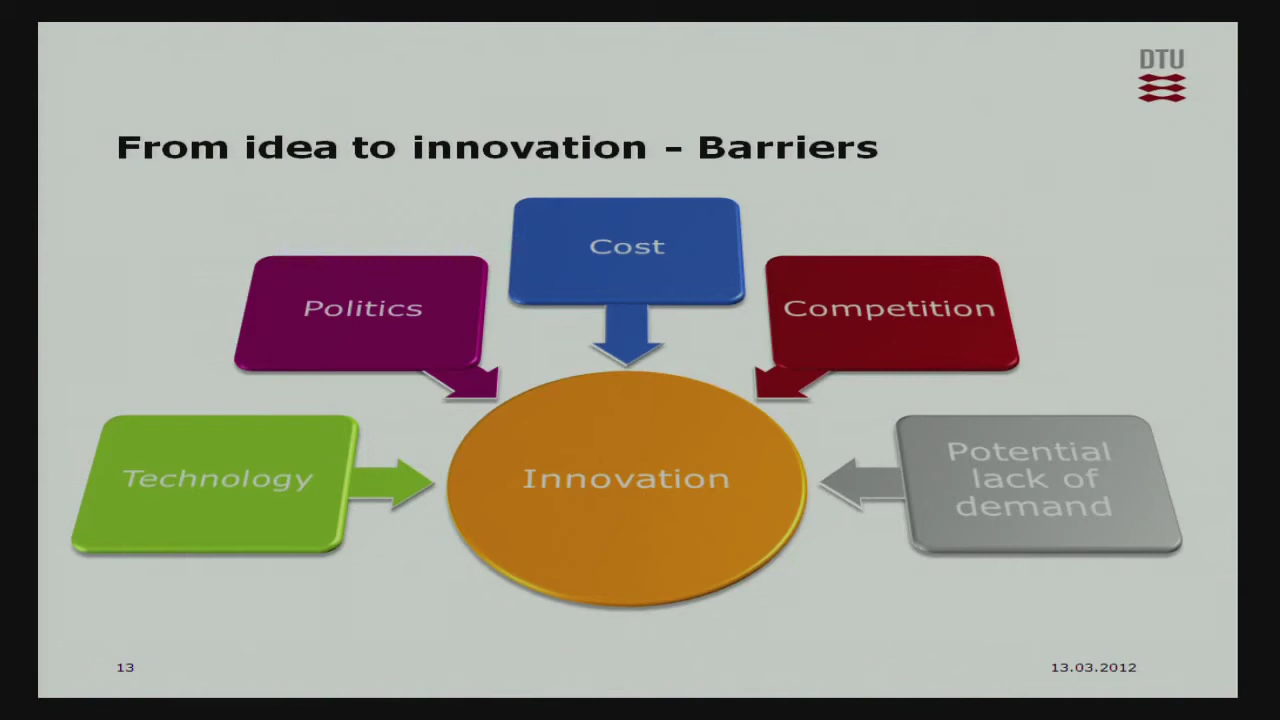 DTU
From idea to innovation - Barriers
Cost
Politics
Competition
Technology
Innovation
Potential
lack of
demand
13
13.03.2012